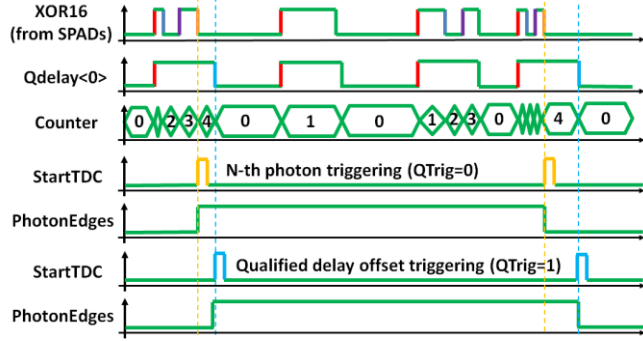 XOR16
(from SPADs)
Qdelay<0>
Counter
0 2 3 4 0 1 0 1 2 3 0 4 0
StartTDC
N-th photon triggering (QTrig=0)
PhotonEdges
StartTDC
Qualified delay offset triggering (QTrig=1)
PhotonEdges